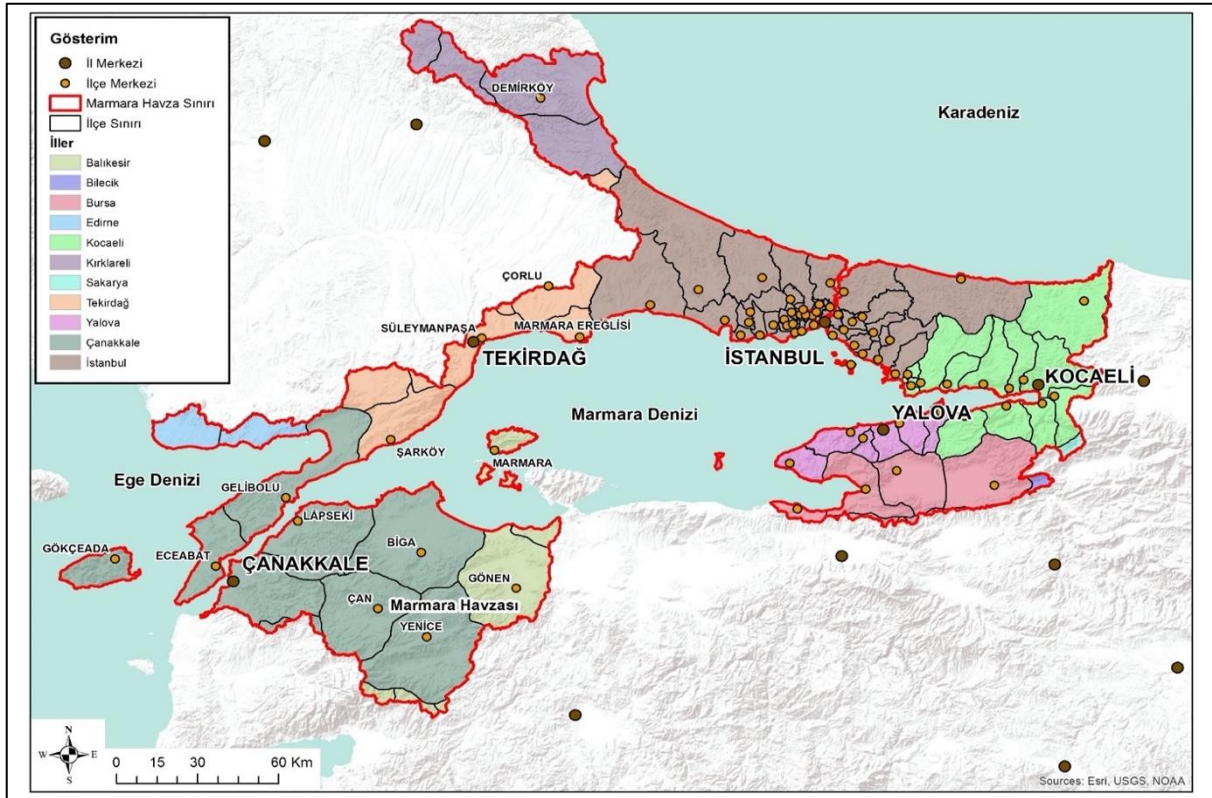 Gösterim
İl Merkezi
İlçe Merkezi
Marmara Havza Sınırı
İlçe Sınırı
İller
Balıkesir
Bilecik
Bursa
Edirne
Kocaeli
Kırklareli
Sakarya
Tekirdağ
Yalova
Çanakkale
İstanbul
DEMİRKÖY
Karadeniz
ÇORLU
SÜLEYMANPAŞA
MARMARA EREĞLİSİ
TEKİRDAĞ
İSTANBUL
KOCAELİ
Marmara Denizi
YALOVA
ŞARKÖY
MARMARA
Ege Denizi
GELİBOLU
LAPSEKİ
GÖKÇEADA
ECEABAT
ÇANAKKALE
BİGA
GÖNEN
ÇAN
Marmara Havzası
YENİCE
N
W E
S
0 15 30 60 Km
Sources: Esri, USGS, NOAA